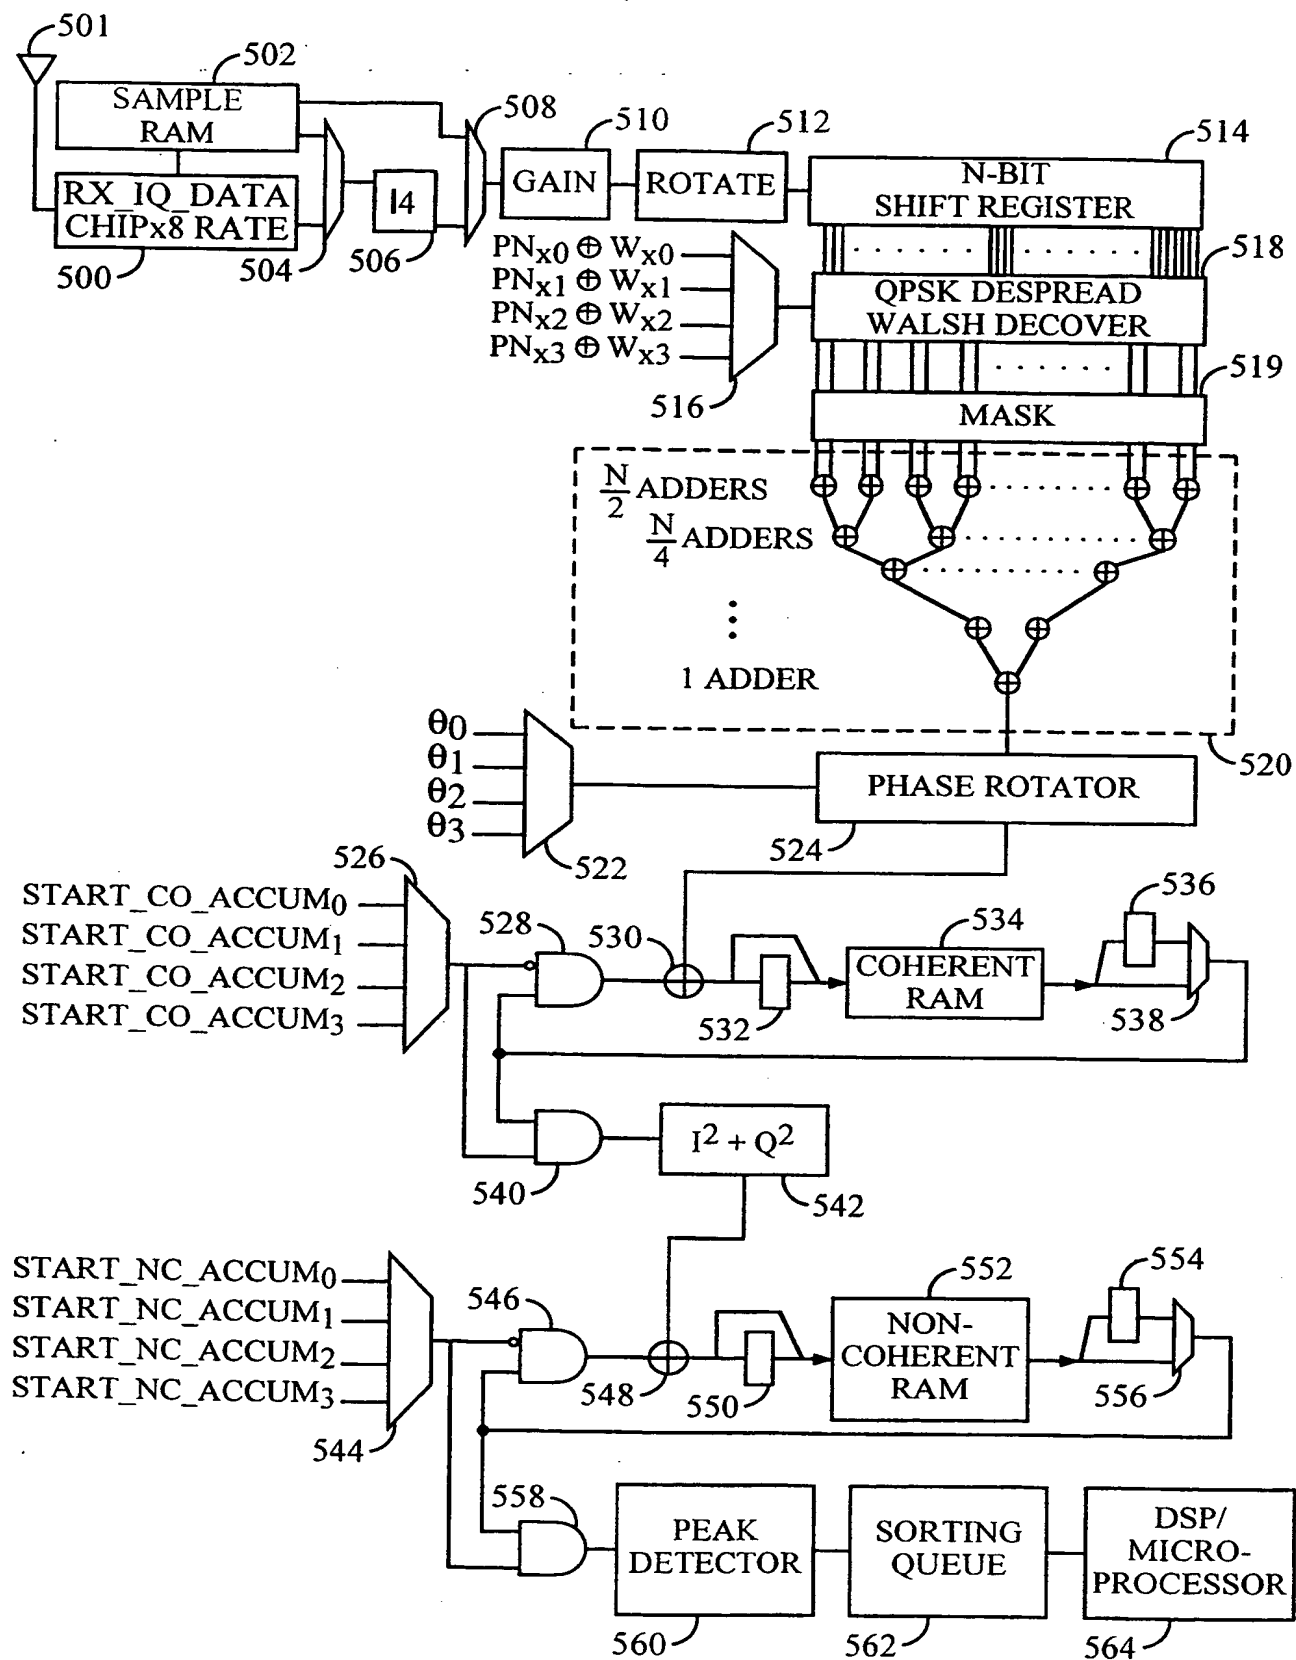 501
502
SAMPLE
RAM
RX_IQ_DATA
CHIPx8 RATE
500
504
I4
506
508
510
GAIN
512
ROTATE
514
N-BIT
SHIFT REGISTER
PNx0 ⊕ Wx0
PNx1 ⊕ Wx1
PNx2 ⊕ Wx2
PNx3 ⊕ Wx3
516
518
QPSK DESPREAD
WALSH DECOVER
519
MASK
N/2 ADDERS
N/4 ADDERS
1 ADDER
520
θ0
θ1
θ2
θ3
522
PHASE ROTATOR
524
526
START_CO_ACCUM0
START_CO_ACCUM1
START_CO_ACCUM2
START_CO_ACCUM3
528
530
532
534
COHERENT
RAM
536
538
540
I² + Q²
542
START_NC_ACCUM0
START_NC_ACCUM1
START_NC_ACCUM2
START_NC_ACCUM3
544
546
548
550
552
NON-
COHERENT
RAM
554
556
558
PEAK
DETECTOR
560
SORTING
QUEUE
562
DSP/
MICRO-
PROCESSOR
564